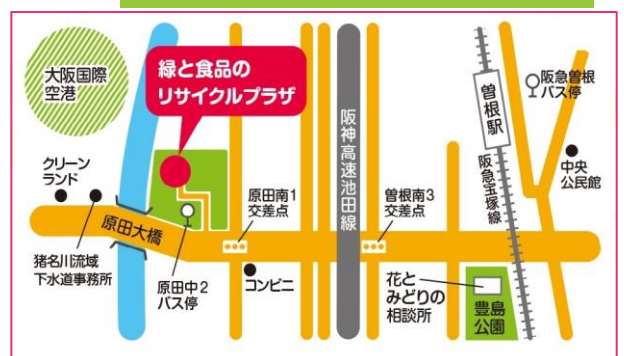 大阪国際
空港
緑と食品の
リサイクルプラザ
クリーン
ランド
猪名川流域
下水道事務所
原田大橋
原田中2
バス停
原田南1
交差点
コンビニ
阪神高速池田線
曽根南3
交差点
花と
みどりの
相談所
豊島
公園
曽根駅
阪急宝塚線
阪急曽根
バス停
中央
公民館